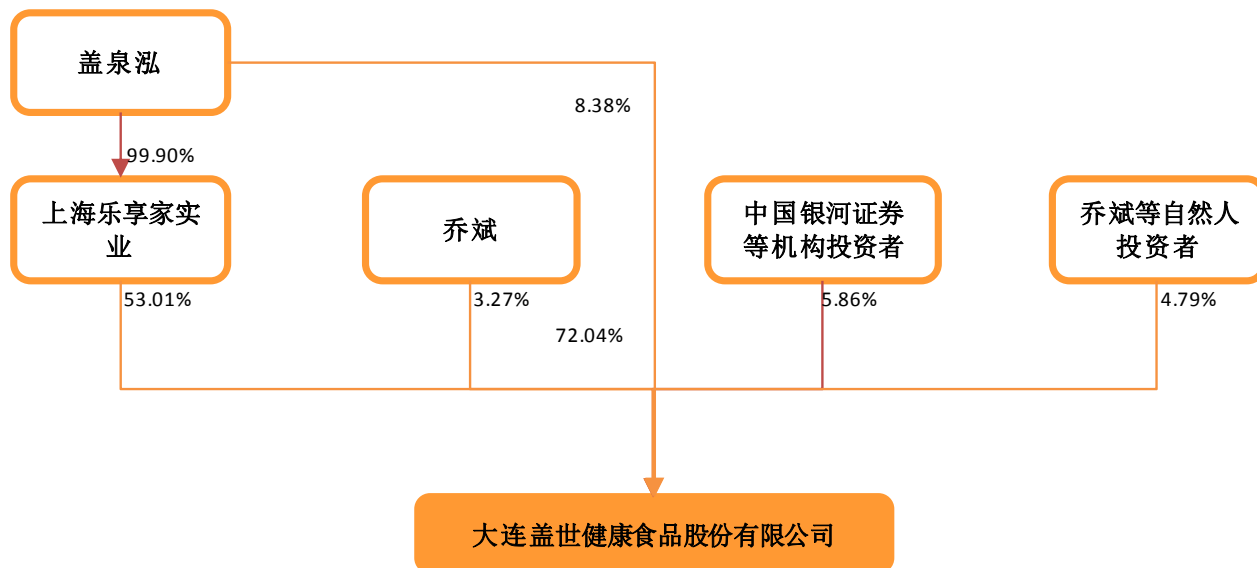 盖泉泓
8.38%
99.90%
上海乐享家实
业
乔斌
中国银河证券
等机构投资者
乔斌等自然人
投资者
53.01%
3.27%
5.86%
4.79%
72.04%
大连盖世健康食品股份有限公司